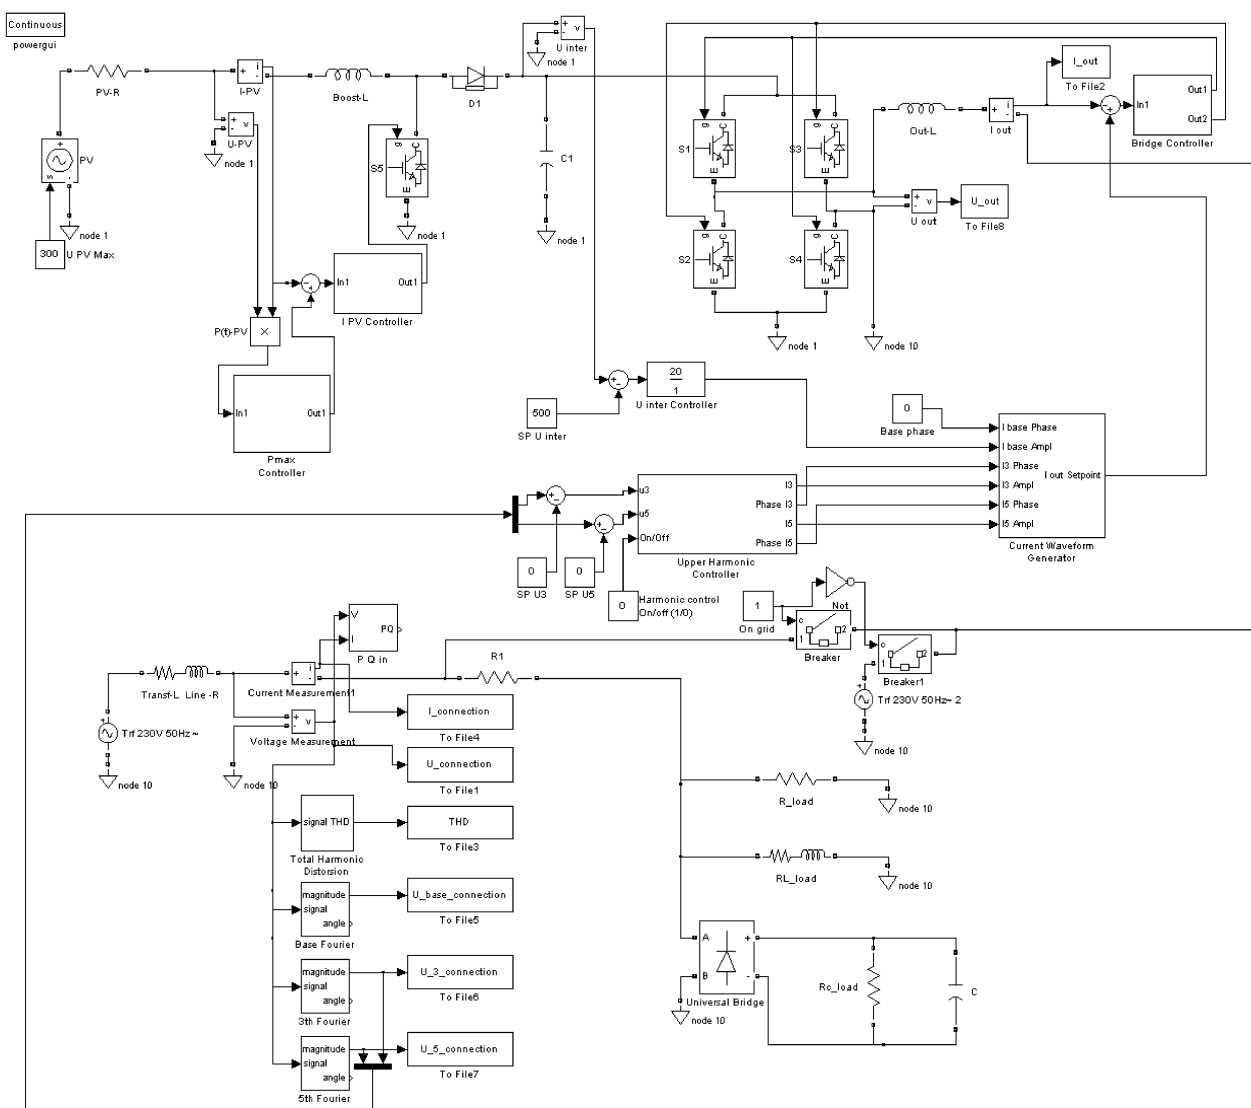 Continuous
powergui
PV-R
I-PV
Boost-L
D1
U inter
node 1
v
i
I_out
To File2
In1
Out1
Out2
Bridge Controller
Out-L
I out
U out
U_out
To File8
PV
U-PV
node 1
S5
C1
S1
S3
S2
S4
300
U PV Max
node 1
node 1
node 1
node 1
node 10
In1
Out1
I PV Controller
P(t)-PV
In1
Out1
Pmax
Controller
20
1
U inter Controller
500
SP U inter
0
Base phase
I base Phase
I base Ampl
I3 Phase
I3 Ampl
I5 Phase
I5 Ampl
I out Setpoint
Current Waveform
Generator
u3
u5
On/Off
I3
Phase I3
I5
Phase I5
Upper Harmonic
Controller
0
SP U3
0
SP U5
0
Harmonic control
On/off (1/0)
1
On grid
Not
c
1
2
Breaker
c
1
2
Breaker1
Trf 230V 50Hz~ 2
node 10
V
I
PQ
P Q in
R1
Transf-L Line -R
Current Measurement1
Trf 230V 50Hz ~
Voltage Measurement
node 10
node 10
I_connection
To File4
U_connection
To File1
signal THD
Total Harmonic
Distorsion
THD
To File3
magnitude
signal
angle
Base Fourier
U_base_connection
To File5
magnitude
signal
angle
3th Fourier
U_3_connection
To File6
magnitude
signal
angle
5th Fourier
U_5_connection
To File7
R_load
node 10
RL_load
node 10
A
B
+
-
Universal Bridge
node 10
Rc_load
C